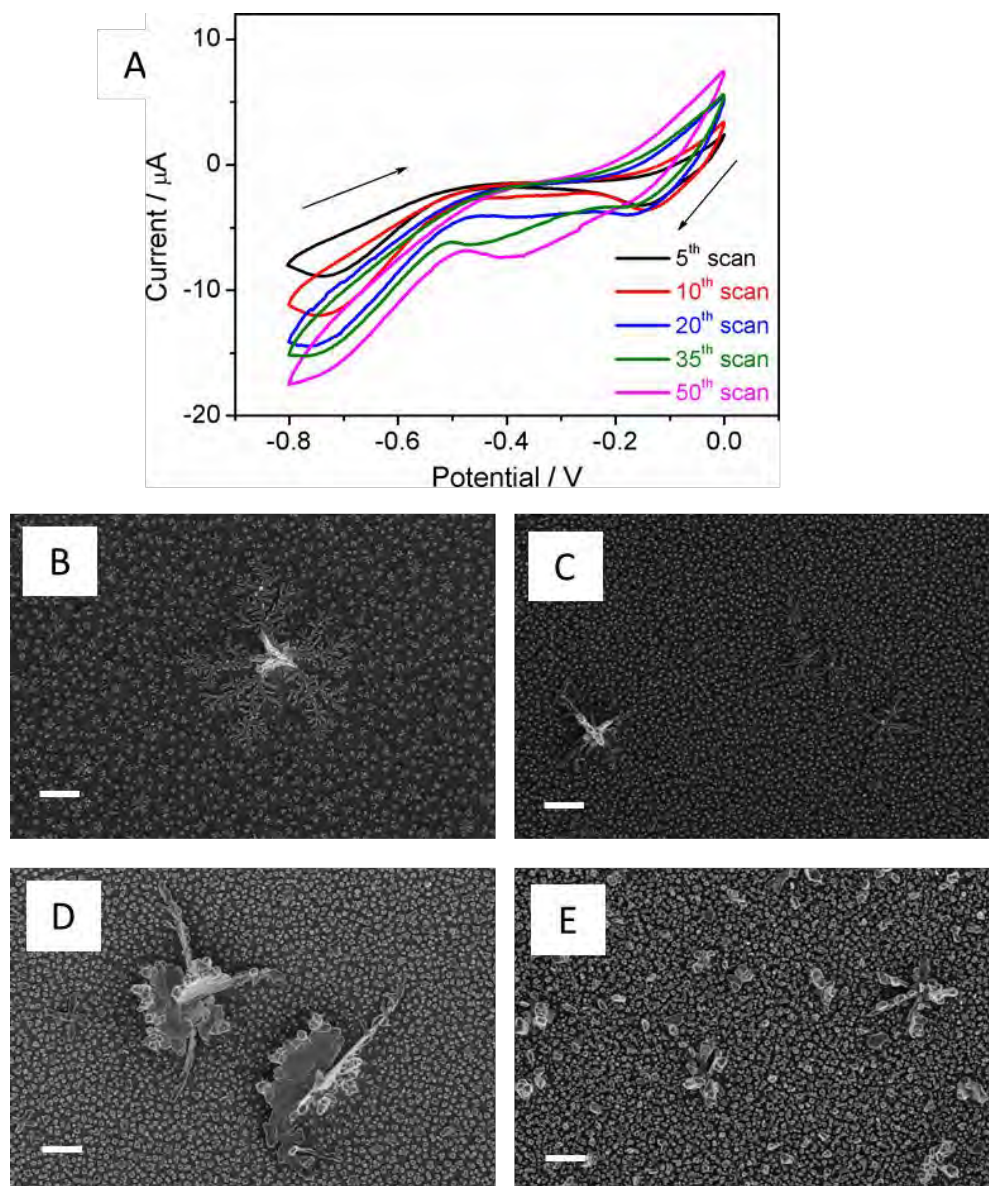 A
10
0
-10
-20
Current / μA
5th scan
10th scan
20th scan
35th scan
50th scan
-0.8 -0.6 -0.4 -0.2 0.0
Potential / V
B
C
D
E